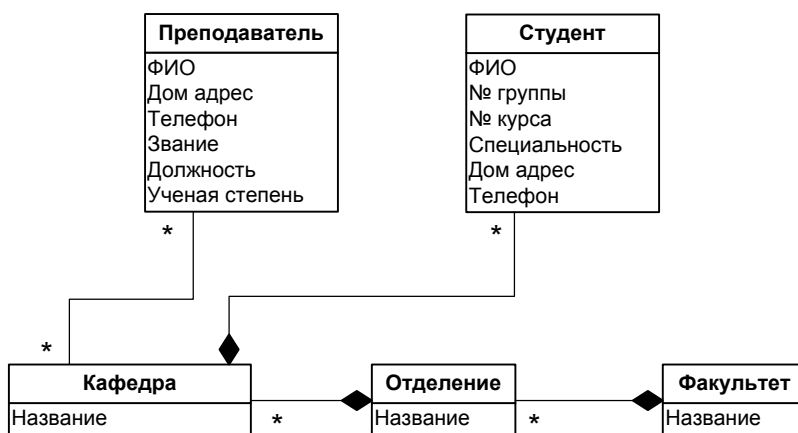 Преподаватель
ФИО
Дом адрес
Телефон
Звание
Должность
Ученая степень
Студент
ФИО
№ группы
№ курса
Специальность
Дом адрес
Телефон
*
*
*
Кафедра
Название
*
Отделение
Название
*
Факультет
Название